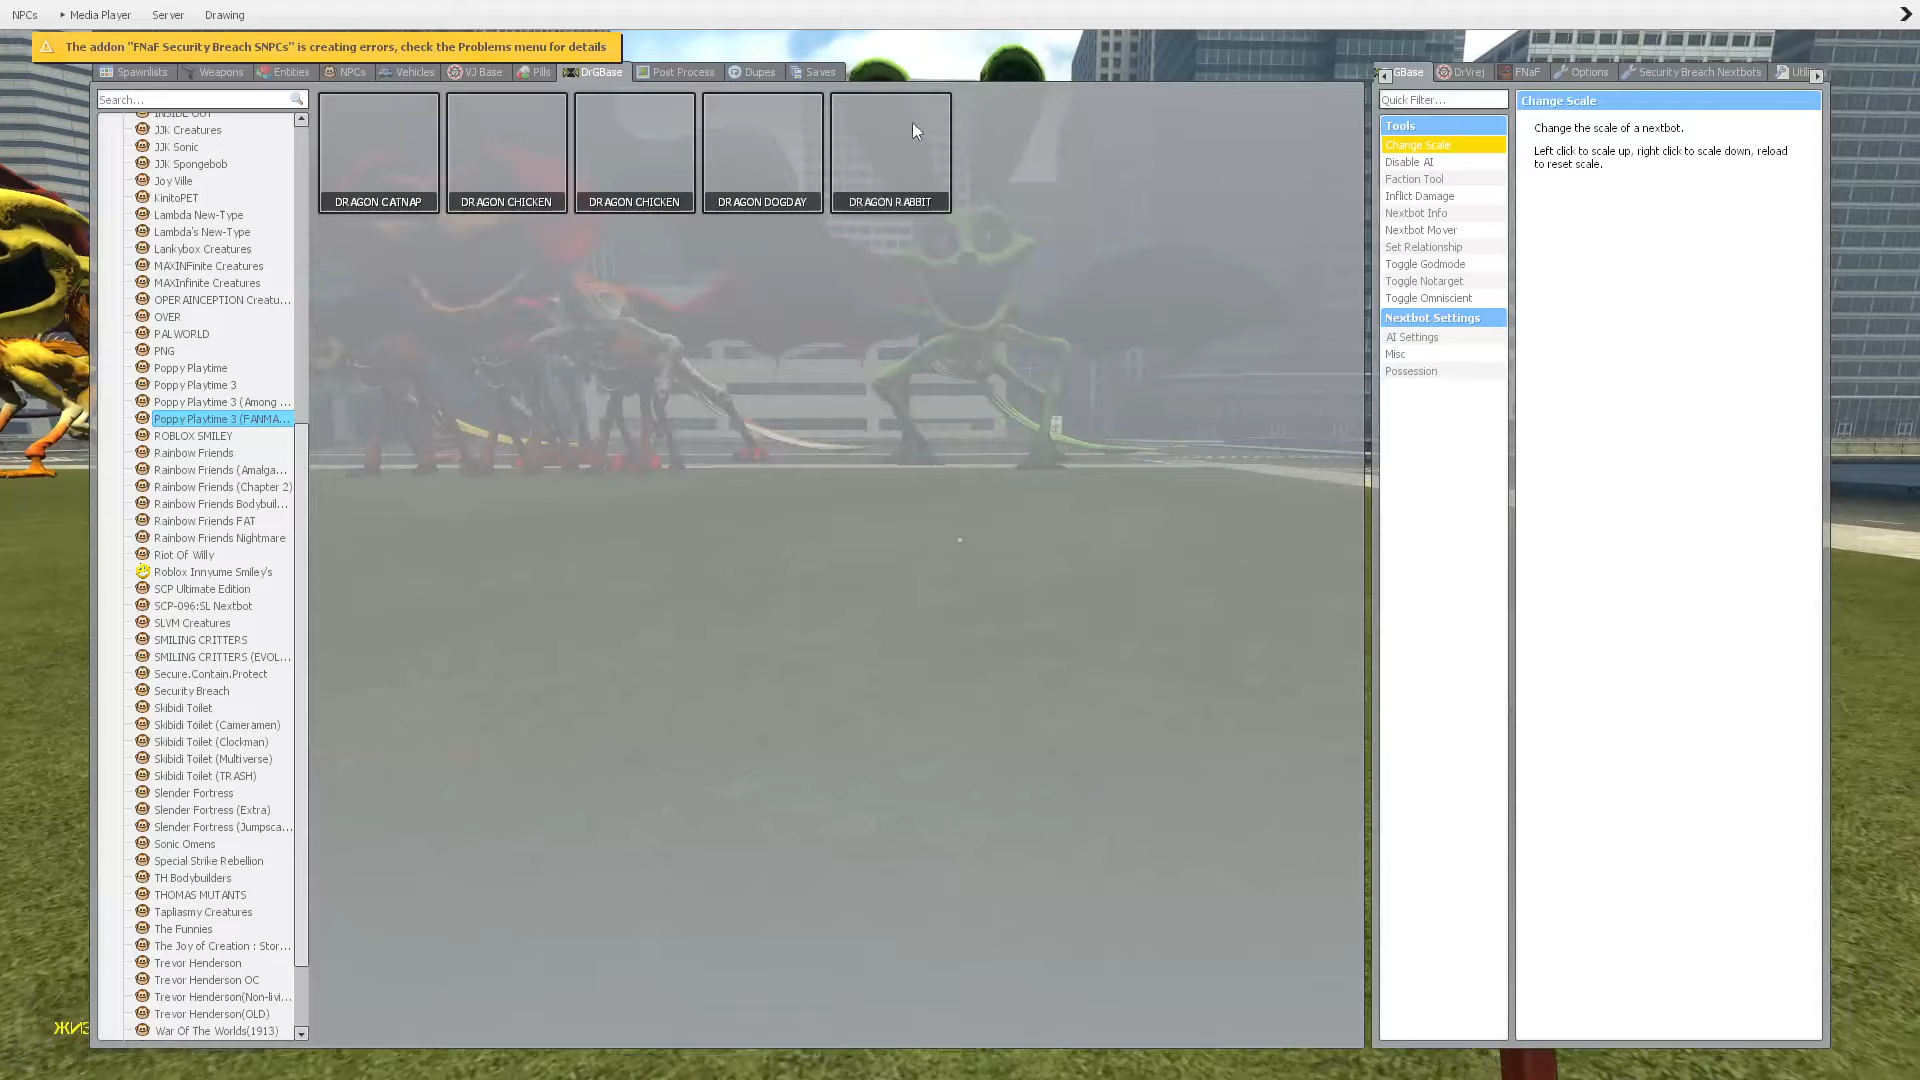 NPCs
Media Player
Server
Drawing
The addon "FNaF Security Breach SNPCs" is creating errors, check the Problems menu for details
Spawnlists
Weapons
Entities
NPCs
Vehicles
VJ Base
Pills
DrGBase
Post Process
Dupes
Saves
GBase
DrVrej
FNaF
Options
Security Breach Nextbots
Search...
INSIDE OUT
JJK Creatures
JJK Sonic
JJK Spongebob
Joy Ville
KinitoPET
Lambda New-Type
Lambda's New-Type
Lankybox Creatures
MAXINFinite Creatures
MAXInfinite Creatures
OPERAINCEPTION Creatu...
OVER
PALWORLD
PNG
Poppy Playtime
Poppy Playtime 3
Poppy Playtime 3 (Among ...
Poppy Playtime 3 (FANMA...
ROBLOX SMILEY
Rainbow Friends
Rainbow Friends (Amalga...
Rainbow Friends (Chapter 2)
Rainbow Friends Bodybuil...
Rainbow Friends FAT
Rainbow Friends Nightmare
Riot Of Willy
Roblox Innyume Smiley's
SCP Ultimate Edition
SCP-096:SL Nextbot
SLVM Creatures
SMILING CRITTERS
SMILING CRITTERS (EVOL...
Secure.Contain.Protect
Security Breach
Skibidi Toilet
Skibidi Toilet (Cameramen)
Skibidi Toilet (Clockman)
Skibidi Toilet (Multiverse)
Skibidi Toilet (TRASH)
Slender Fortress
Slender Fortress (Extra)
Slender Fortress (Jumpsca...
Sonic Omens
Special Strike Rebellion
TH Bodybuilders
THOMAS MUTANTS
Tapliasmy Creatures
The Funnies
The Joy of Creation : Stor...
Trevor Henderson
Trevor Henderson OC
Trevor Henderson(Non-livi...
Trevor Henderson(OLD)
War Of The Worlds(1913)
DRAGON CATNAP
DRAGON CHICKEN
DRAGON CHICKEN
DRAGON DOGDAY
DRAGON RABBIT
Quick Filter...
Tools
Change Scale
Disable AI
Faction Tool
Inflict Damage
Nextbot Info
Nextbot Mover
Set Relationship
Toggle Godmode
Toggle Notarget
Toggle Omniscient
Nextbot Settings
AI Settings
Misc
Possession
Change Scale
Change the scale of a nextbot.
Left click to scale up, right click to scale down, reload
to reset scale.